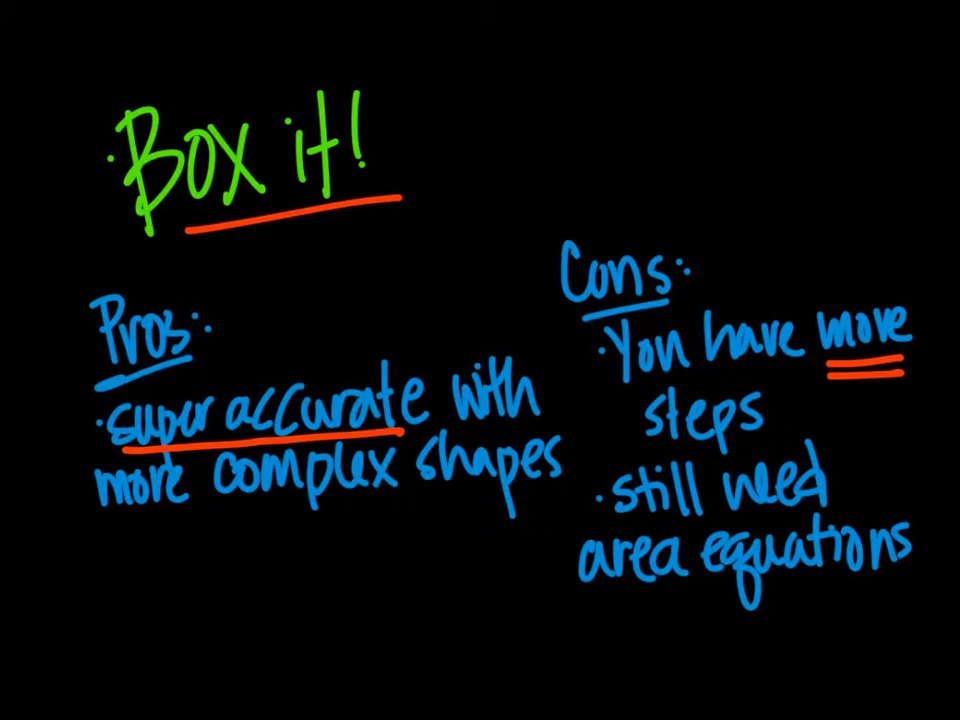 · Box it!
Pros:
· super accurate with
more complex shapes
Cons:
· You have more
steps
· still need
area equations